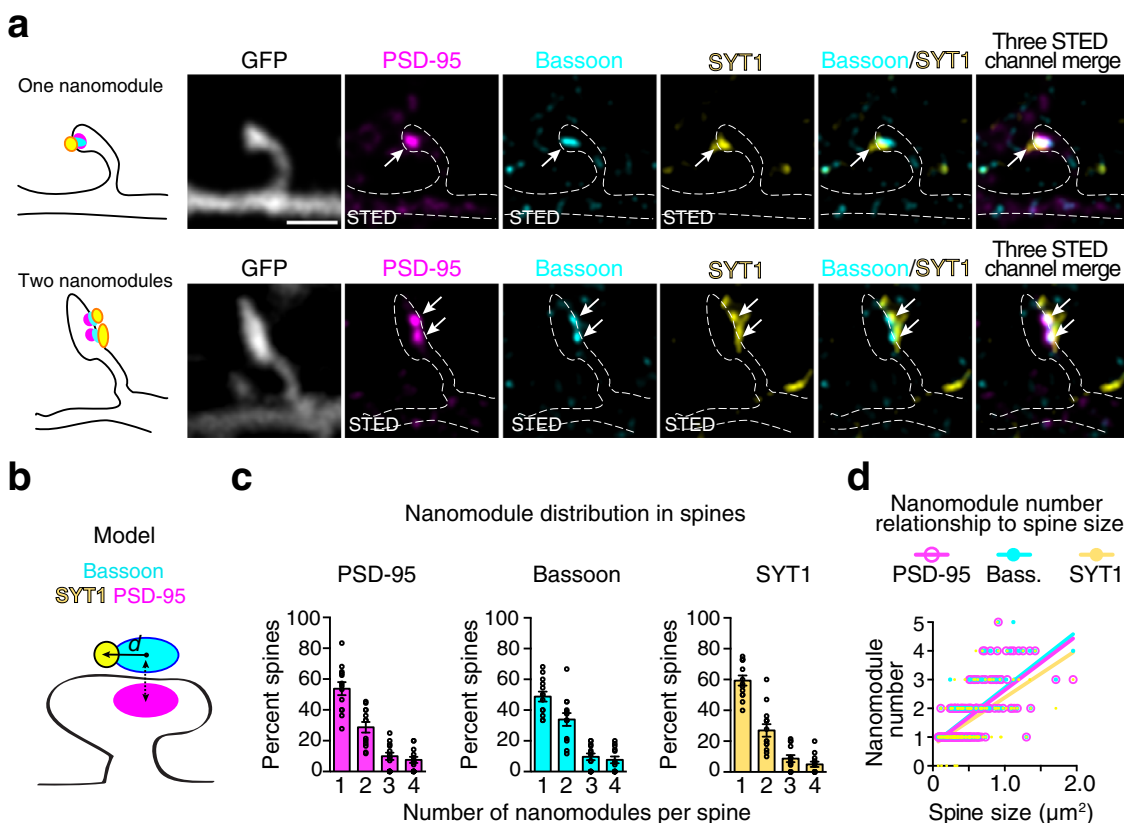 a
GFP
PSD-95
Bassoon
SYT1
Bassoon/SYT1
Three STED
channel merge
One nanomodule
STED
STED
STED
GFP
PSD-95
Bassoon
SYT1
Bassoon/SYT1
Three STED
channel merge
Two nanomodules
STED
STED
STED
b
Model
Bassoon
SYT1 PSD-95
d
c
Nanomodule distribution in spines
PSD-95
Percent spines
100
80
60
40
20
0
1 2 3 4
Bassoon
Percent spines
100
80
60
40
20
0
1 2 3 4
SYT1
Percent spines
100
80
60
40
20
0
1 2 3 4
Number of nanomodules per spine
d
Nanomodule number
relationship to spine size
PSD-95 Bass. SYT1
Nanomodule
number
5
4
3
2
1
0
0 1.0 2.0
Spine size (µm²)